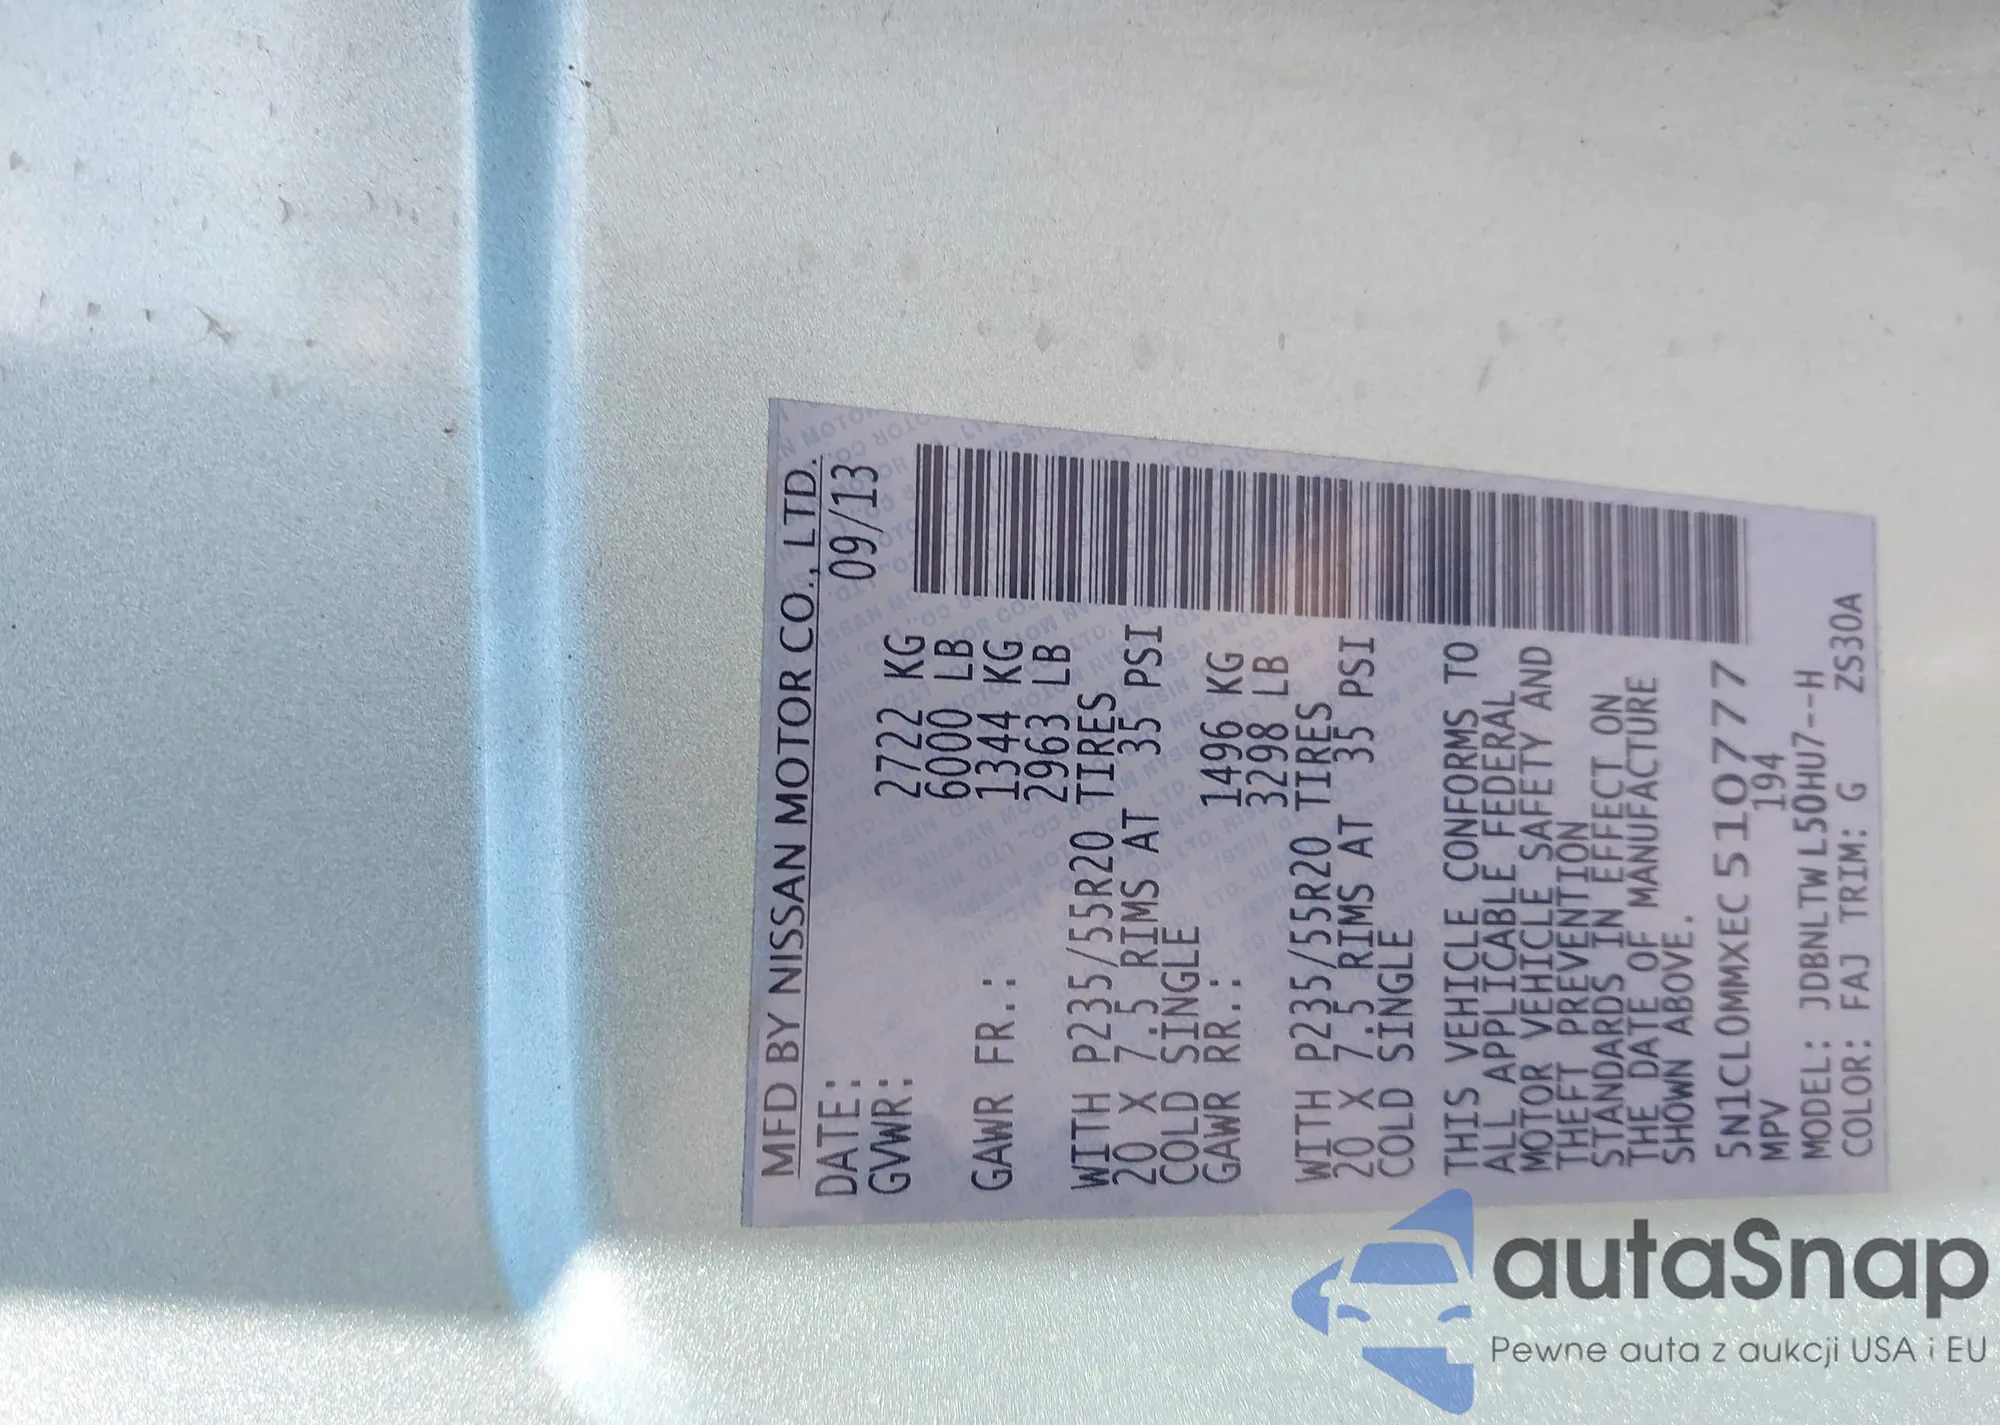 MFD BY NISSAN MOTOR CO., LTD.
DATE: 09/13
GVWR: 2722 KG
6000 LB
GAWR FR.: 1344 KG
2963 LB
WITH P235/55R20 TIRES
20 X 7.5 RIMS AT 35 PSI
COLD SINGLE
GAWR RR.: 1496 KG
3298 LB
WITH P235/55R20 TIRES
20 X 7.5 RIMS AT 35 PSI
COLD SINGLE
THIS VEHICLE CONFORMS TO
ALL APPLICABLE FEDERAL
MOTOR VEHICLE SAFETY AND
THEFT PREVENTION
STANDARDS IN EFFECT ON
THE DATE OF MANUFACTURE
SHOWN ABOVE.
5N1CL0MMXEC510777
MPV 194
MODEL: JDBNLTWL50HU7--H
COLOR: FAJ TRIM: G ZS30A
autaSnap
Pewne auta z aukcji USA i EU